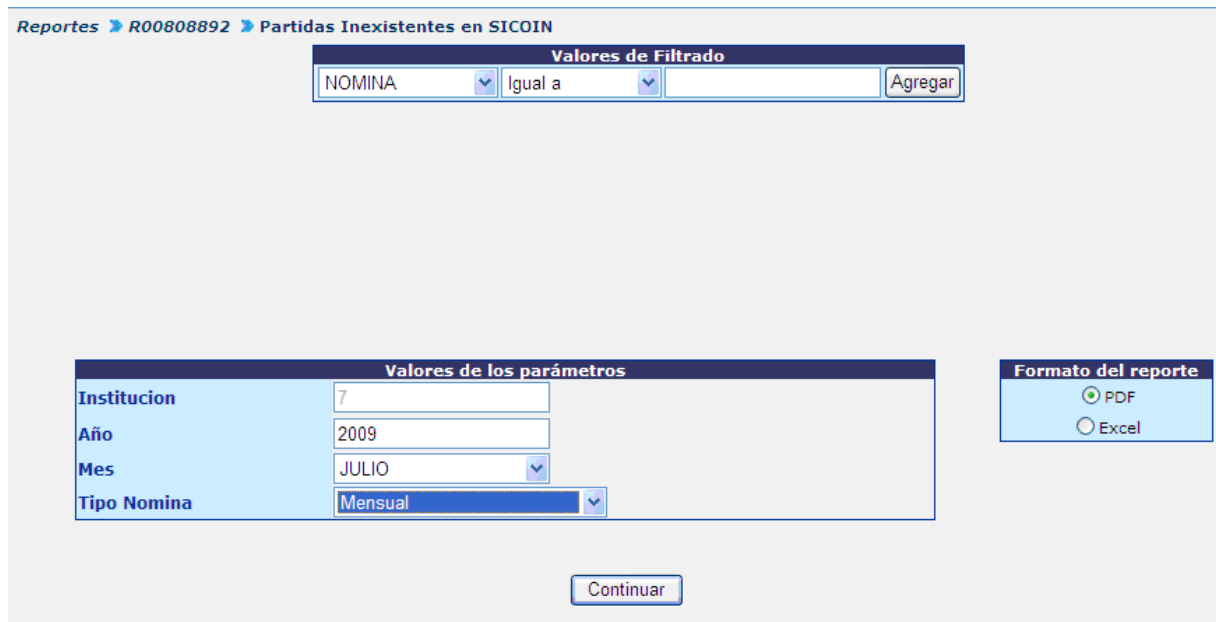 Reportes R00808892 Partidas Inexistentes en SICOIN
Valores de Filtrado
NOMINA Igual a Agregar
Valores de los parámetros
Institucion 7
Año 2009
Mes JULIO
Tipo Nomina Mensual
Formato del reporte
PDF
Excel
Continuar